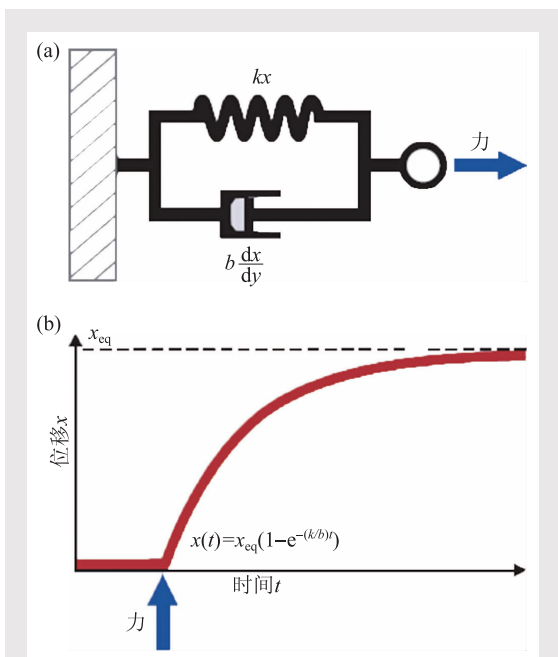 (a)
kx
力
b dx/dy
(b)
x_eq
位移x
x(t)=x_eq(1−e^−(k/b)t)
时间t
力